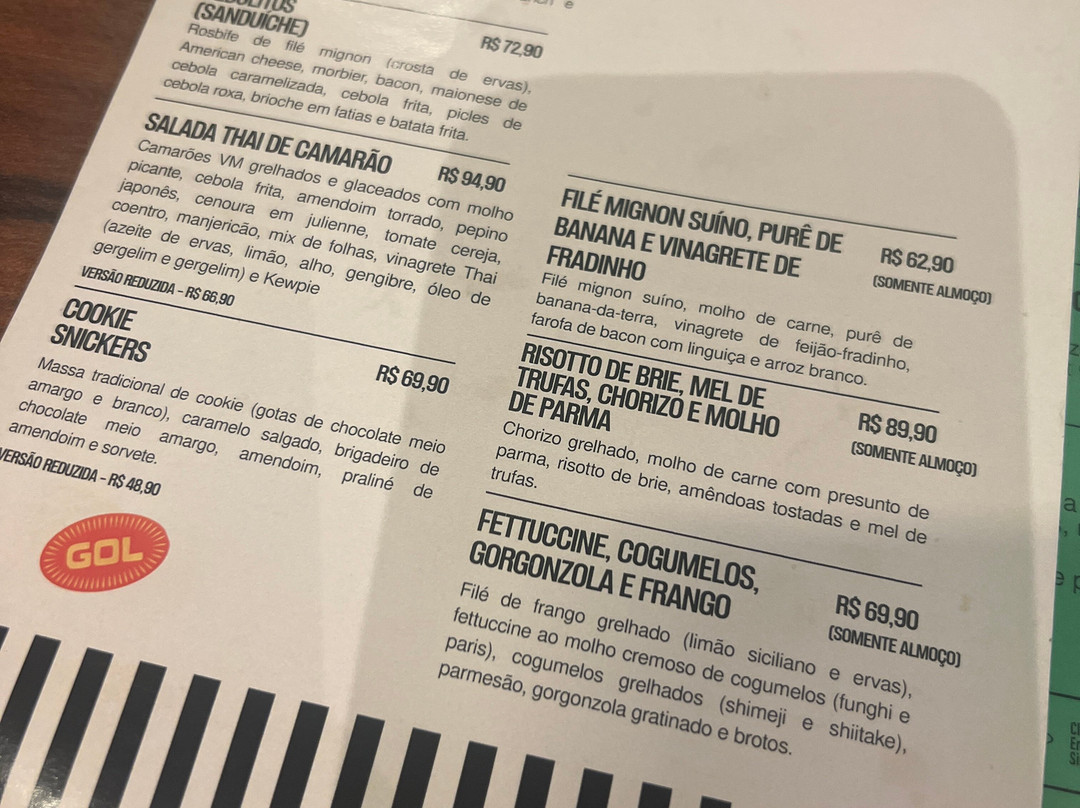 (SANDUÍCHE)
R$ 72,90
Rosbife de filé mignon (crosta de ervas),
American cheese, morbier, bacon, maionese de
cebola caramelizada, cebola frita, picles de
cebola roxa, brioche em fatias e batata frita.
SALADA THAI DE CAMARÃO
R$ 94,90
Camarões VM grelhados e glaceados com molho
picante, cebola frita, amendoim torrado, pepino
japonês, cenoura em julienne, tomate cereja,
coentro, manjericão, mix de folhas, vinagrete Thai
(azeite de ervas, limão, alho, gengibre, óleo de
gergelim e gergelim) e Kewpie
VERSÃO REDUZIDA – R$ 66,90
COOKIE
SNICKERS
R$ 69,90
Massa tradicional de cookie (gotas de chocolate meio
amargo e branco), caramelo salgado, brigadeiro de
chocolate meio amargo, amendoim, praliné de
amendoim e sorvete.
VERSÃO REDUZIDA – R$ 48,90
GOL
FILÉ MIGNON SUÍNO, PURÊ DE
BANANA E VINAGRETE DE
FRADINHO
R$ 62,90
(SOMENTE ALMOÇO)
Filé mignon suíno, molho de carne, purê de
banana-da-terra, vinagrete de feijão-fradinho,
farofa de bacon com linguiça e arroz branco.
RISOTTO DE BRIE, MEL DE
TRUFAS, CHORIZO E MOLHO
DE PARMA
R$ 89,90
(SOMENTE ALMOÇO)
Chorizo grelhado, molho de carne com presunto de
parma, risotto de brie, amêndoas tostadas e mel de
trufas.
FETTUCCINE, COGUMELOS,
GORGONZOLA E FRANGO
R$ 69,90
(SOMENTE ALMOÇO)
Filé de frango grelhado (limão siciliano e ervas),
fettuccine ao molho cremoso de cogumelos (funghi e
paris), cogumelos grelhados (shimeji e shiitake),
parmesão, gorgonzola gratinado e brotos.